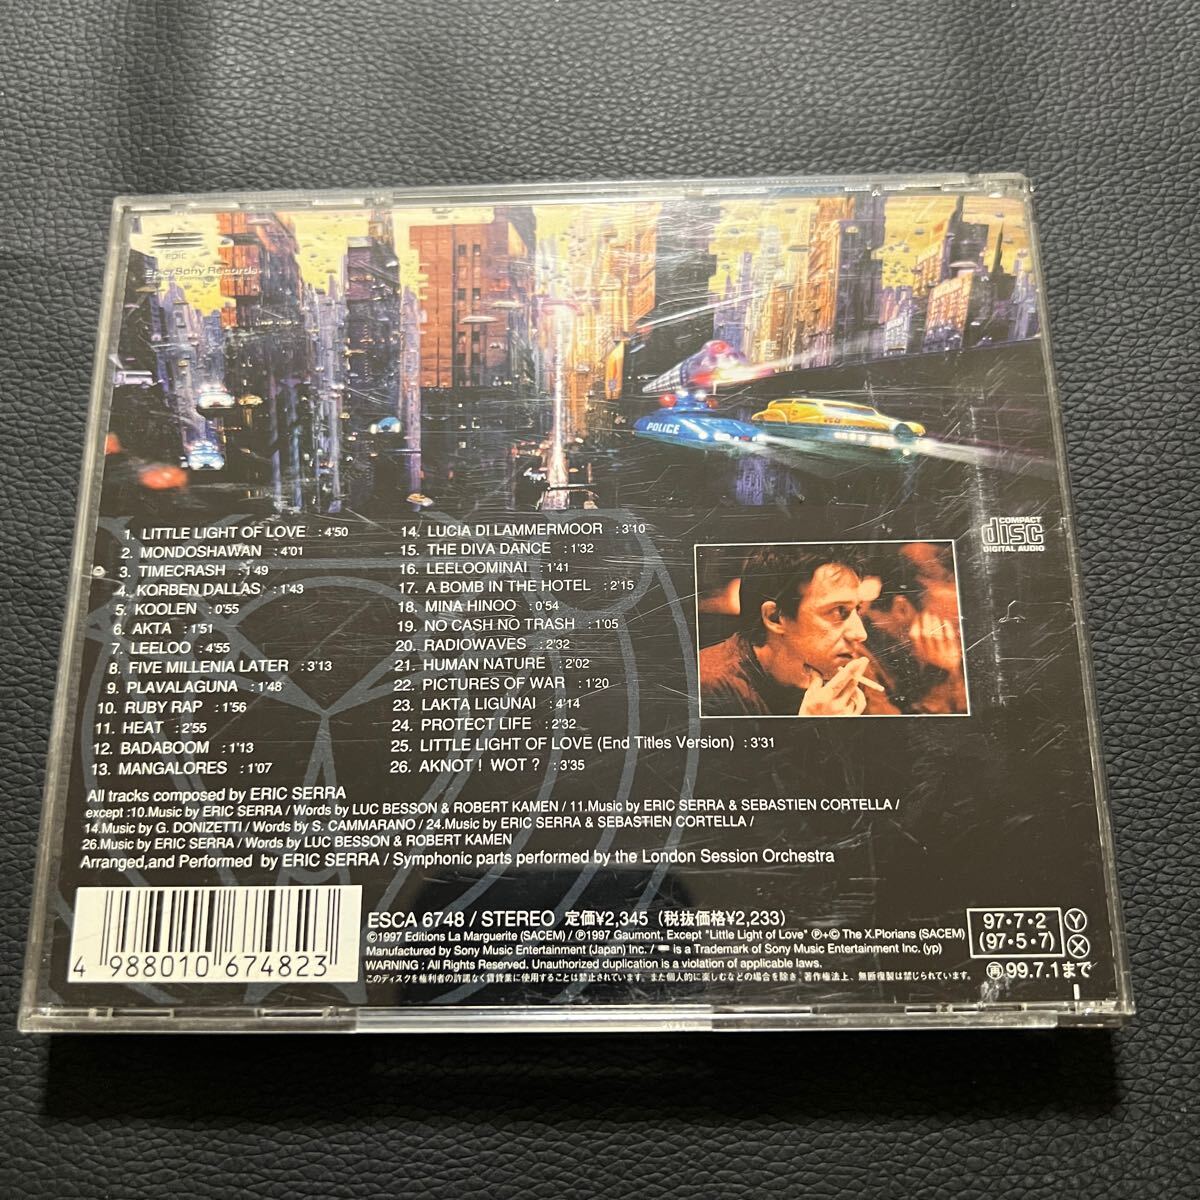 epic
Epic/Sony Records
POLICE
COMPACT
disc
DIGITAL AUDIO
1. LITTLE LIGHT OF LOVE : 4'50
2. MONDOSHAWAN : 4'01
3. TIMECRASH : 1'49
4. KORBEN DALLAS : 1'43
5. KOOLEN : 0'55
6. AKTA : 1'51
7. LEELOO : 4'55
8. FIVE MILLENIA LATER : 3'13
9. PLAVALAGUNA : 1'48
10. RUBY RAP : 1'56
11. HEAT : 2'55
12. BADABOOM : 1'13
13. MANGALORES : 1'07
14. LUCIA DI LAMMERMOOR : 3'10
15. THE DIVA DANCE : 1'32
16. LEELOOMINAI : 1'41
17. A BOMB IN THE HOTEL : 2'15
18. MINA HINOO : 0'54
19. NO CASH NO TRASH : 1'05
20. RADIOWAVES : 2'32
21. HUMAN NATURE : 2'02
22. PICTURES OF WAR : 1'20
23. LAKTA LIGUNAI : 4'14
24. PROTECT LIFE : 2'32
25. LITTLE LIGHT OF LOVE (End Titles Version) : 3'31
26. AKNOT ! WOT ? : 3'35
All tracks composed by ERIC SERRA
except :10.Music by ERIC SERRA / Words by LUC BESSON & ROBERT KAMEN / 11.Music by ERIC SERRA & SEBASTIEN CORTELLA /
14.Music by G. DONIZETTI / Words by S. CAMMARANO / 24.Music by ERIC SERRA & SEBASTIEN CORTELLA /
26.Music by ERIC SERRA / Words by LUC BESSON & ROBERT KAMEN
Arranged,and Performed by ERIC SERRA / Symphonic parts performed by the London Session Orchestra
4 988010 674823
ESCA 6748 / STEREO 定価¥2,345 (税抜価格¥2,233)
©1997 Editions La Marguerite (SACEM) / ℗1997 Gaumont, Except "Little Light of Love" ℗+© The X.Plorians (SACEM)
Manufactured by Sony Music Entertainment (Japan) Inc. / is a Trademark of Sony Music Entertainment Inc. (yp)
WARNING : All Rights Reserved. Unauthorized duplication is a violation of applicable laws.
このディスクを権利者の許諾なく賃貸業に使用することは禁止されています。また個人的に楽しむなどの場合を除き、著作権法上、無断複製は禁じられています。
97・7・2
(97・5・7)
Y
X
再99.7.1まで
I